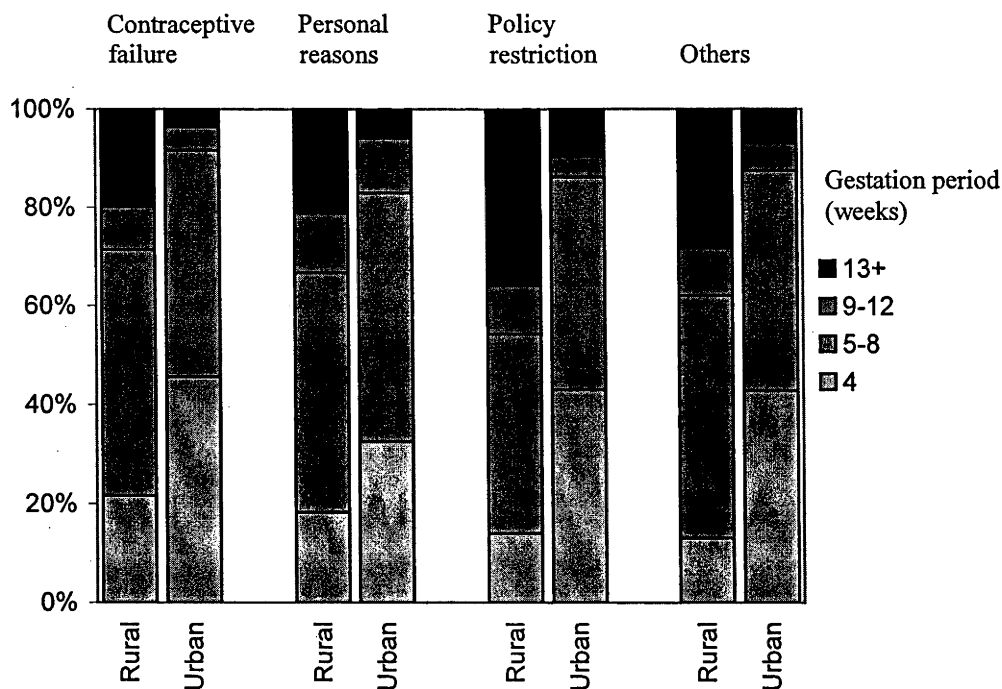 Contraceptive
failure
Personal
reasons
Policy
restriction
Others
100%
80%
60%
40%
20%
0%
Gestation period
(weeks)
13+
9-12
5-8
4
Rural
Urban
Rural
Urban
Rural
Urban
Rural
Urban